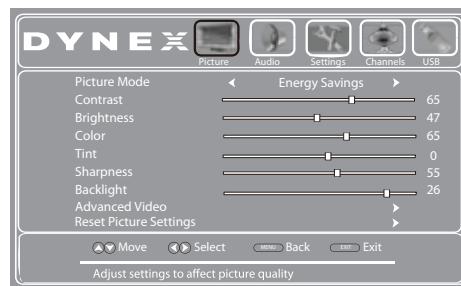 DYNEX
Picture Audio Settings Channels USB
Picture Mode Energy Savings
Contrast 65
Brightness 47
Color 65
Tint 0
Sharpness 55
Backlight 26
Advanced Video
Reset Picture Settings
Move Select MENU Back EXIT Exit
Adjust settings to affect picture quality